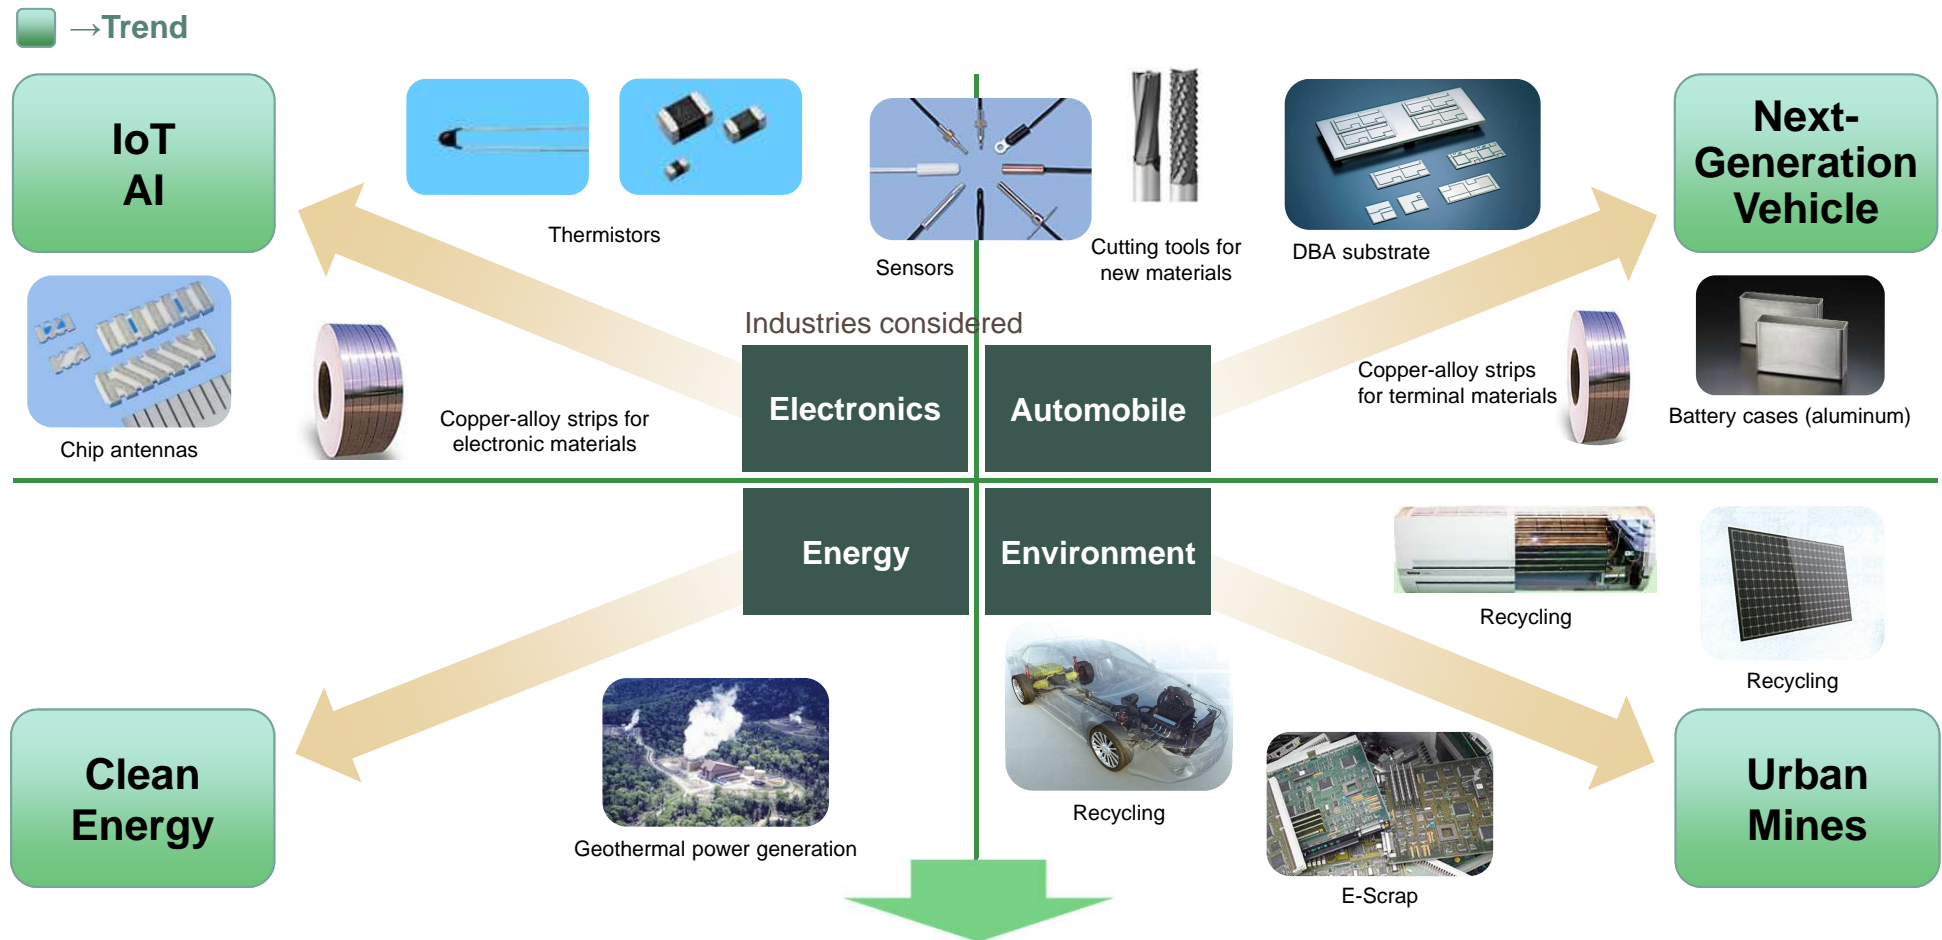 →Trend
IoT
AI
Thermistors
Sensors
Cutting tools for
new materials
DBA substrate
Next-
Generation
Vehicle
Chip antennas
Copper-alloy strips for
electronic materials
Industries considered
Electronics
Automobile
Copper-alloy strips
for terminal materials
Battery cases (aluminum)
Energy
Environment
Recycling
Recycling
Clean
Energy
Geothermal power generation
Recycling
E-Scrap
Urban
Mines